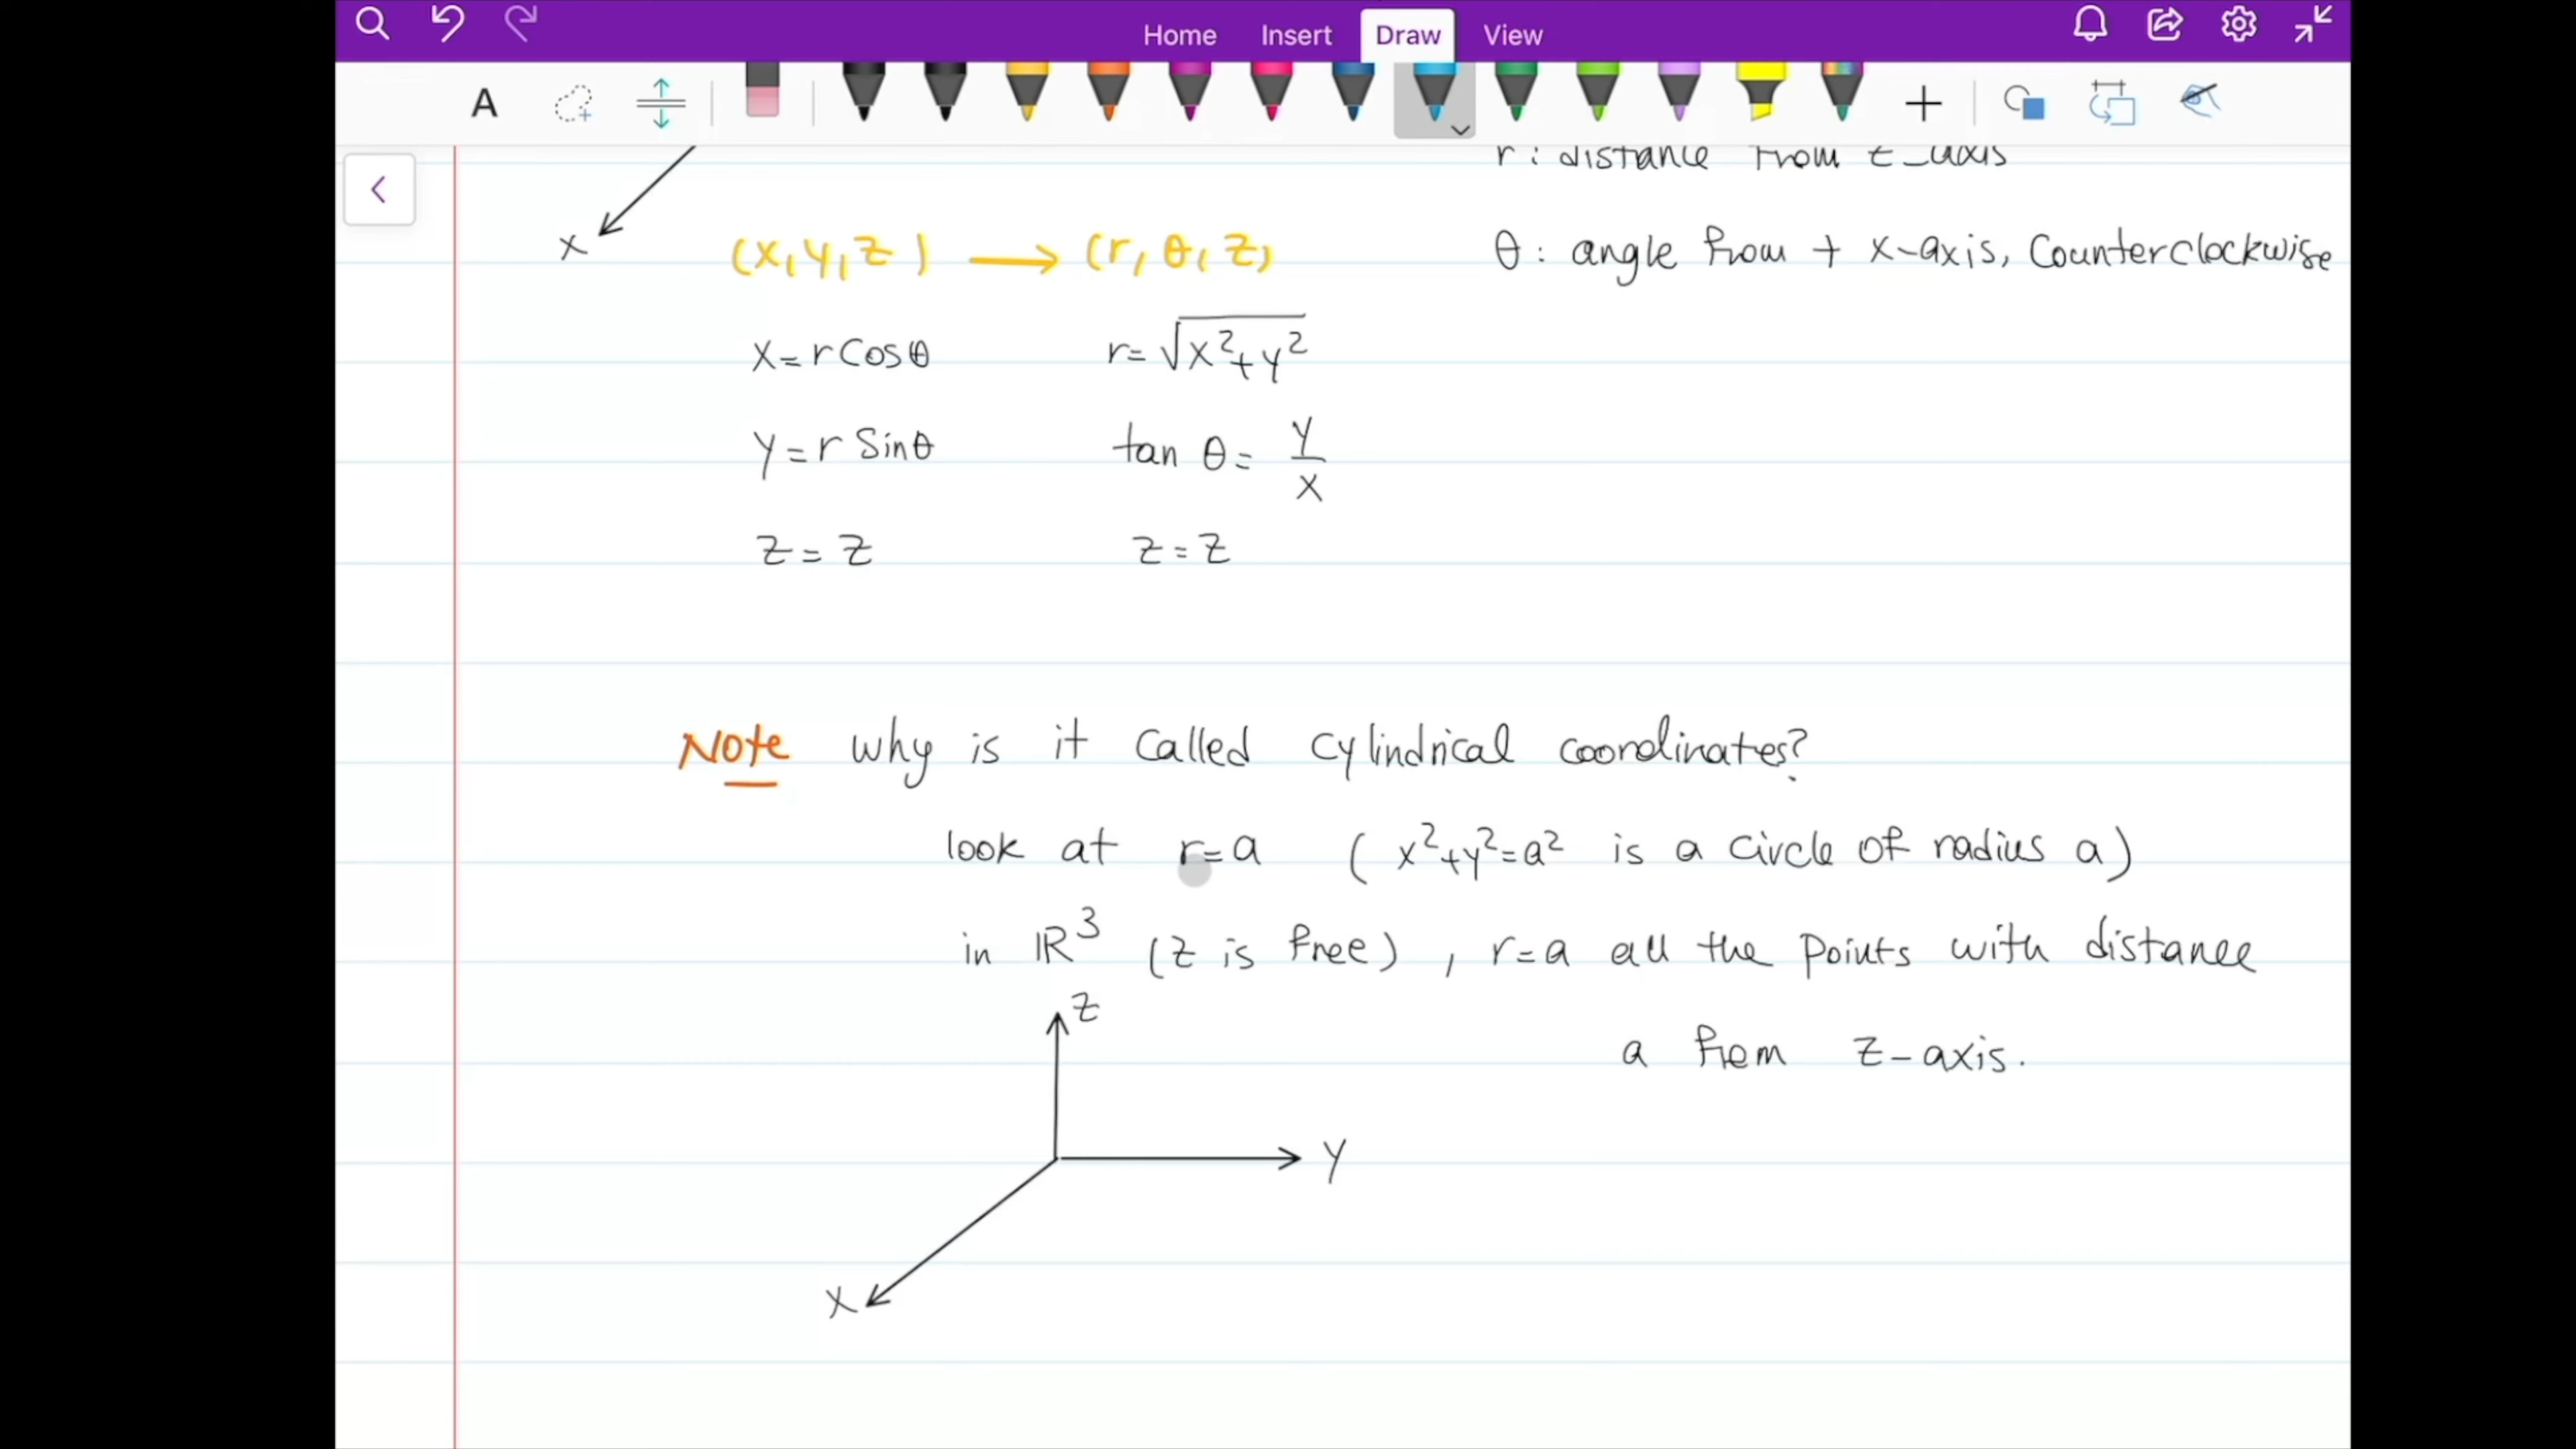 Home Insert Draw View
A
r : distance from z-axis
X
(x,y,z) → (r,θ,z)
θ : angle from + x-axis, Counterclockwise
x=rCosθ r=√x²+y²
y=r Sinθ tan θ= y/x
z=z z=z
Note why is it called cylindrical coordinates?
look at r=a ( x²+y²=a² is a circle of radius a)
in ℝ³ (z is free) , r=a all the points with distance
a from z-axis.
z
y
X